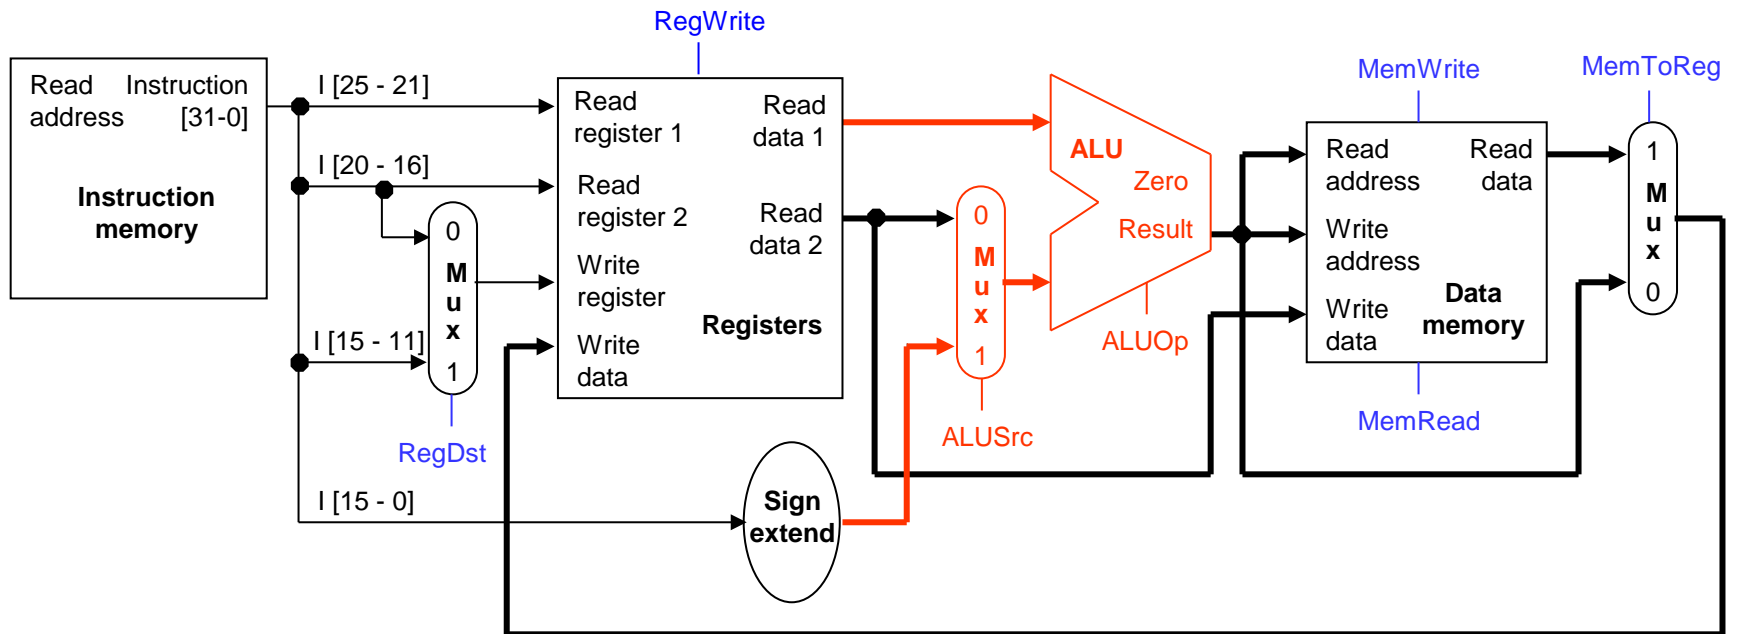 RegWrite
Read Instruction
address [31-0]
Instruction
memory
I [25 - 21]
I [20 - 16]
I [15 - 11]
I [15 - 0]
0
M
u
x
1
RegDst
Read
register 1
Read
register 2
Write
register
Write
data
Read
data 1
Read
data 2
Registers
Sign
extend
0
M
u
x
1
ALUSrc
ALU
Zero
Result
ALUOp
MemWrite
Read
address
Write
address
Write
data
Read
data
Data
memory
MemRead
MemToReg
1
M
u
x
0